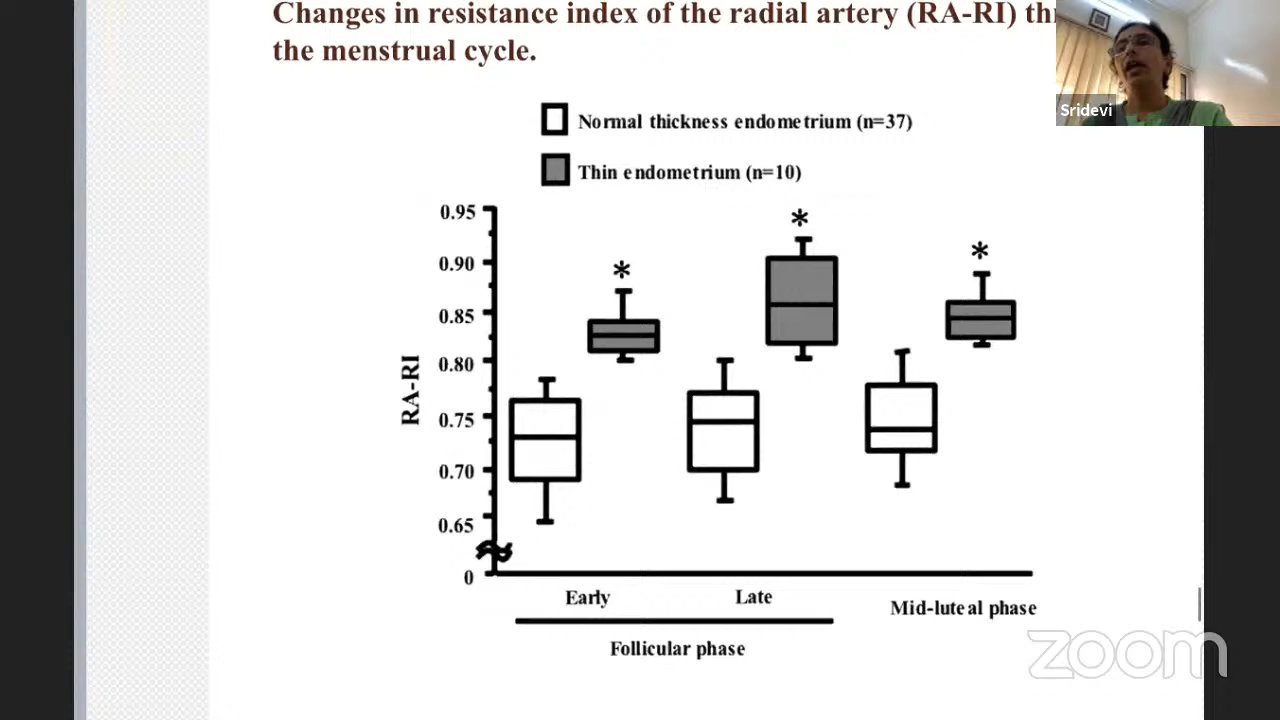 Changes in resistance index of the radial artery (RA-RI)
the menstrual cycle.
Sridevi
Normal thickness endometrium (n=37)
Thin endometrium (n=10)
0.95
0.90
0.85
0.80
0.75
0.70
0.65
0
RA-RI
*
*
*
Early
Late
Mid-luteal phase
Follicular phase
zoom